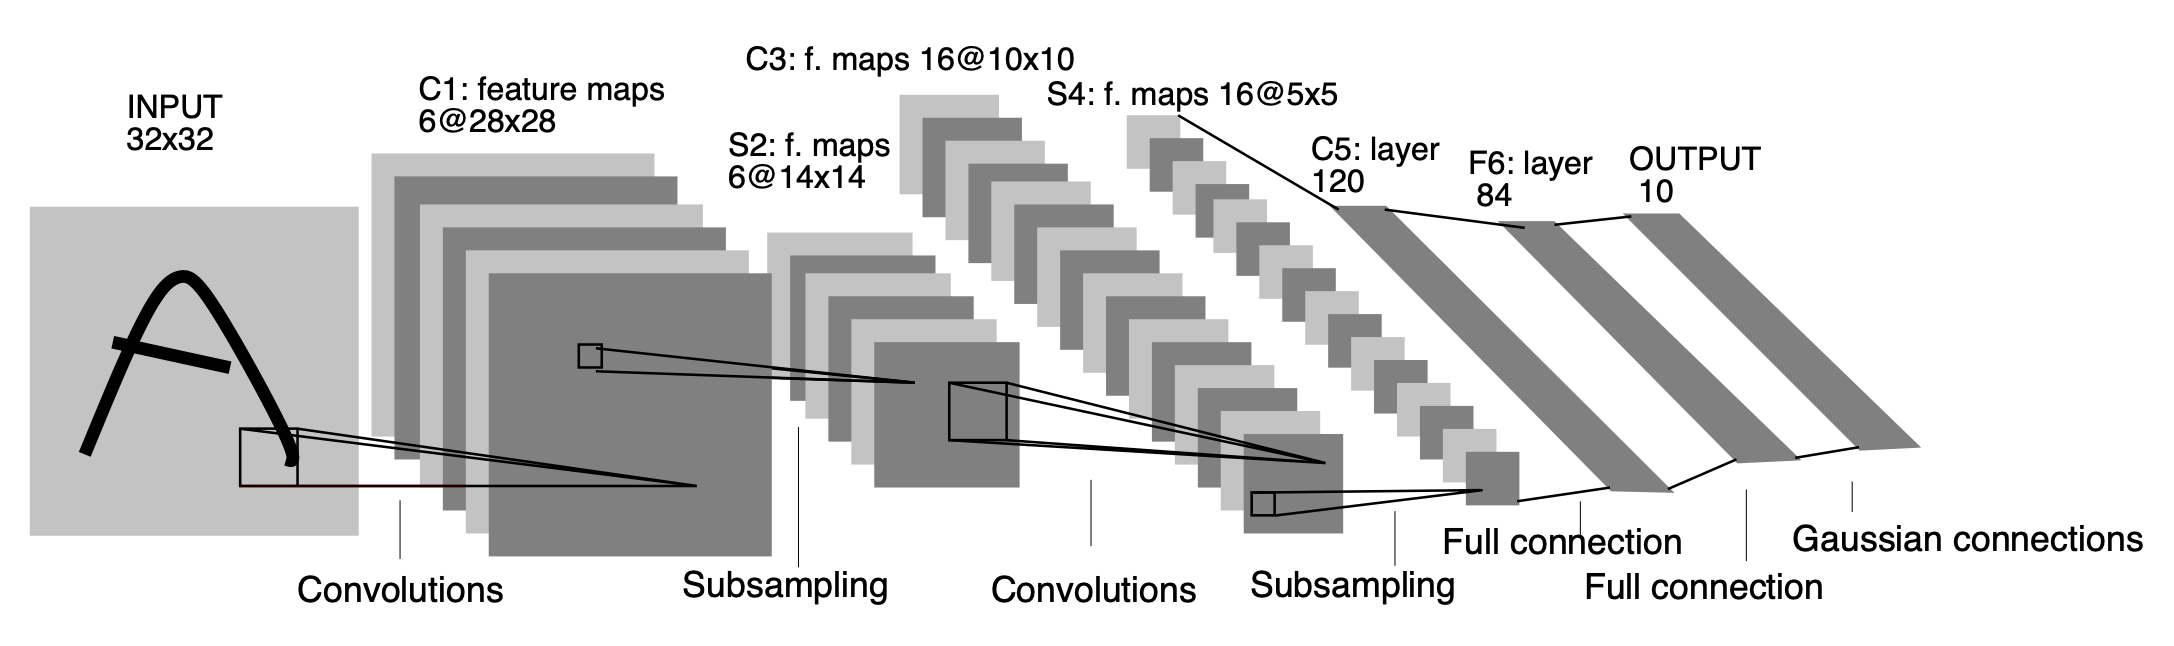 INPUT
32x32
C1: feature maps
6@28x28
S2: f. maps
6@14x14
C3: f. maps 16@10x10
S4: f. maps 16@5x5
C5: layer
120
F6: layer
84
OUTPUT
10
Convolutions
Subsampling
Convolutions
Subsampling
Full connection
Full connection
Gaussian connections